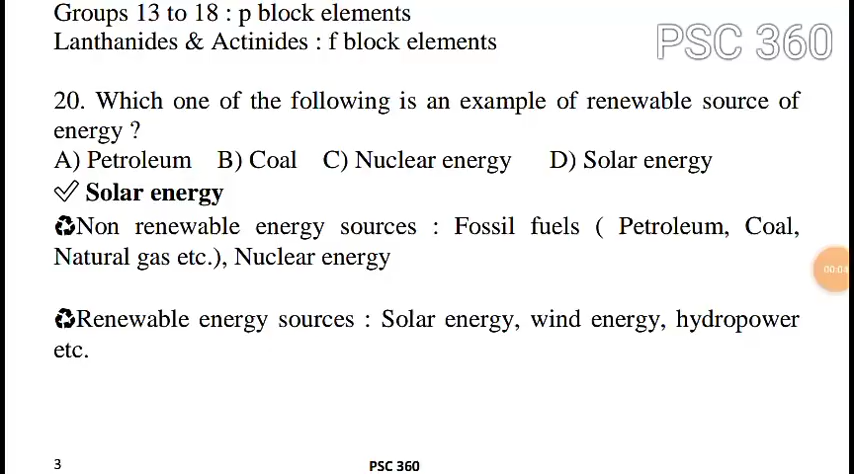 Groups 13 to 18 : p block elements
Lanthanides & Actinides : f block elements
PSC 360
20. Which one of the following is an example of renewable source of
energy ?
A) Petroleum B) Coal C) Nuclear energy D) Solar energy
✓ Solar energy
♻Non renewable energy sources : Fossil fuels ( Petroleum, Coal,
Natural gas etc.), Nuclear energy
00:04
♻Renewable energy sources : Solar energy, wind energy, hydropower
etc.
3 PSC 360